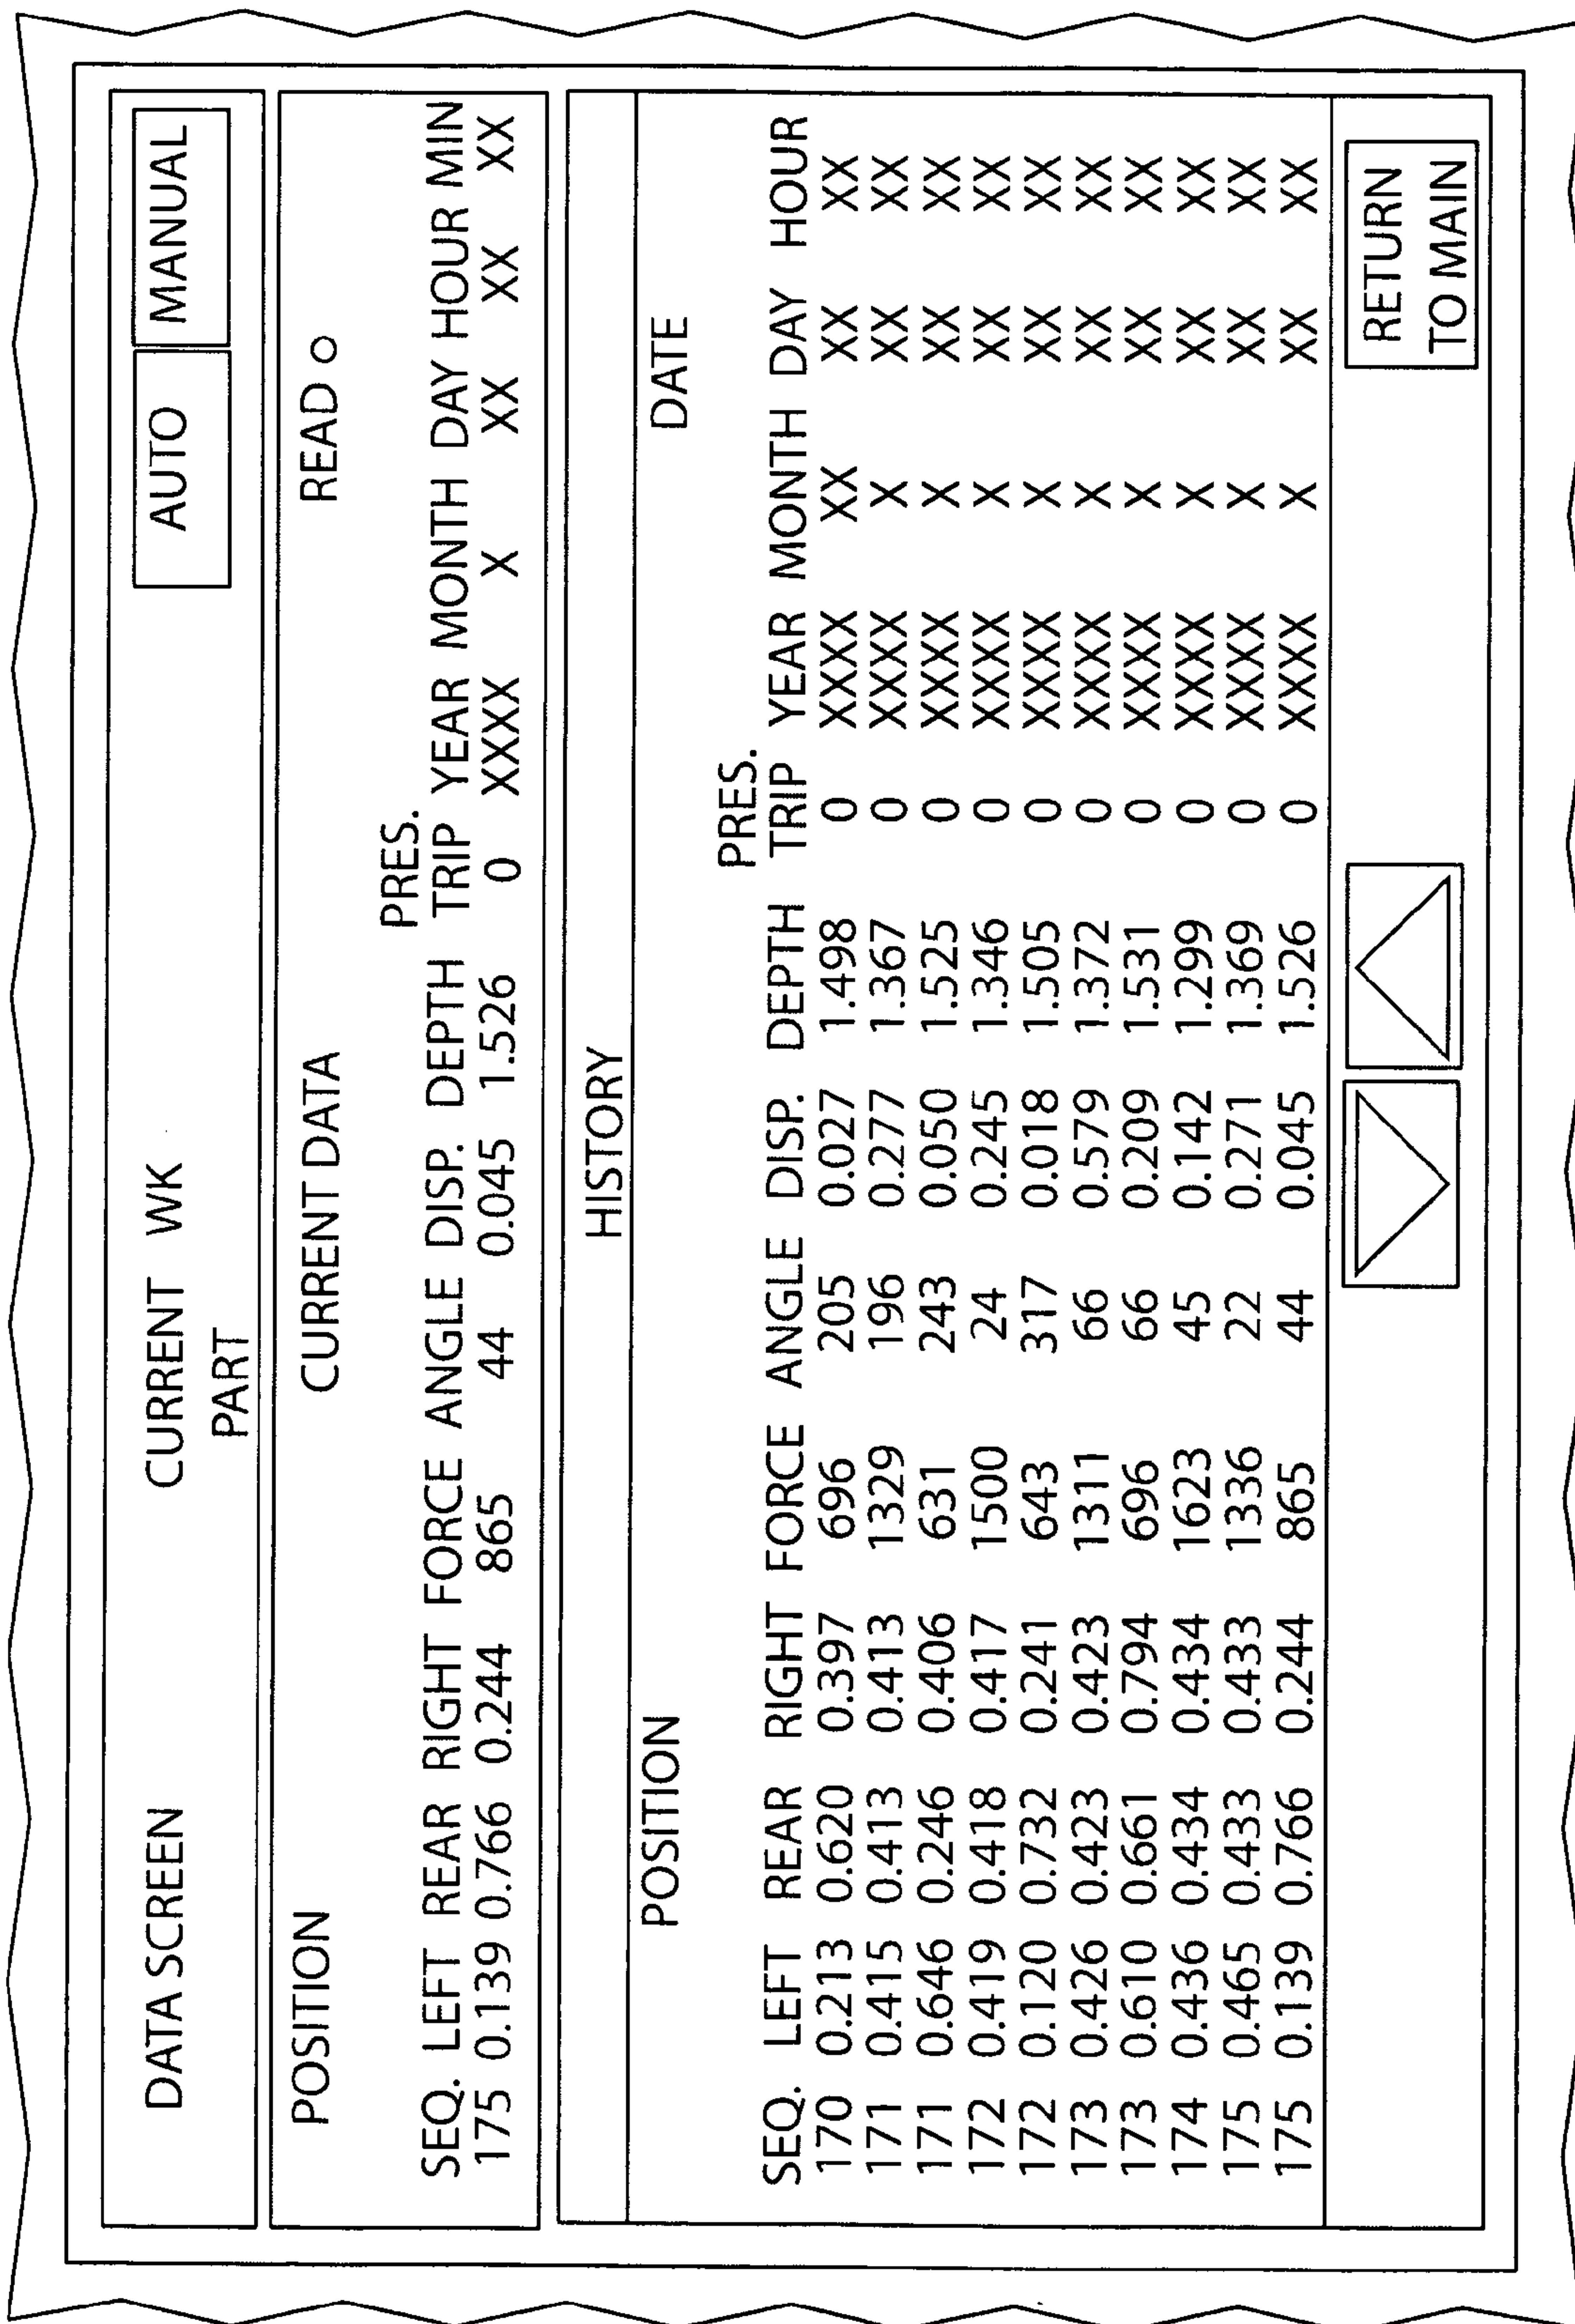 DATA SCREEN CURRENT WK AUTO MANUAL
PART
POSITION CURRENT DATA READ ○
PRES.
SEQ. LEFT REAR RIGHT FORCE ANGLE DISP. DEPTH TRIP YEAR MONTH DAY HOUR MIN
175 0.139 0.766 0.244 865 44 0.045 1.526 0 XXXX X XX XX XX
HISTORY
POSITION DATE
PRES.
SEQ. LEFT REAR RIGHT FORCE ANGLE DISP. DEPTH TRIP YEAR MONTH DAY HOUR
170 0.213 0.620 0.397 696 205 0.027 1.498 0 XXXX XX XX XX
171 0.415 0.413 0.413 1329 196 0.277 1.367 0 XXXX X XX XX
171 0.646 0.246 0.406 631 243 0.050 1.525 0 XXXX X XX XX
172 0.419 0.418 0.417 1500 24 0.245 1.346 0 XXXX X XX XX
172 0.120 0.732 0.241 643 317 0.018 1.505 0 XXXX X XX XX
173 0.426 0.423 0.423 1311 66 0.579 1.372 0 XXXX X XX XX
173 0.610 0.661 0.794 696 66 0.209 1.531 0 XXXX X XX XX
174 0.436 0.434 0.434 1623 45 0.142 1.299 0 XXXX X XX XX
175 0.465 0.433 0.433 1336 22 0.271 1.369 0 XXXX X XX XX
175 0.139 0.766 0.244 865 44 0.045 1.526 0 XXXX X XX XX
RETURN
TO MAIN